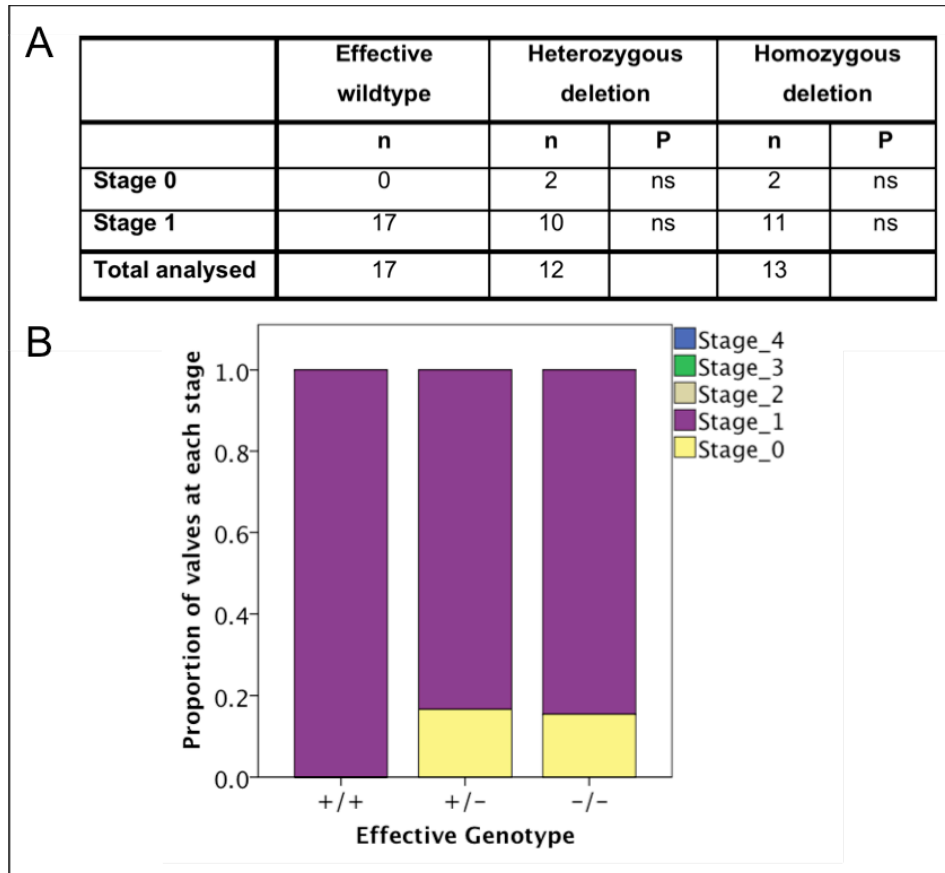 A
Effective wildtype Heterozygous deletion Homozygous deletion
n n P n P
Stage 0 0 2 ns 2 ns
Stage 1 17 10 ns 11 ns
Total analysed 17 12 13
B
Stage_4
Stage_3
Stage_2
Stage_1
Stage_0
Proportion of valves at each stage
1.0
0.8
0.6
0.4
0.2
0.0
+/+ +/- -/-
Effective Genotype